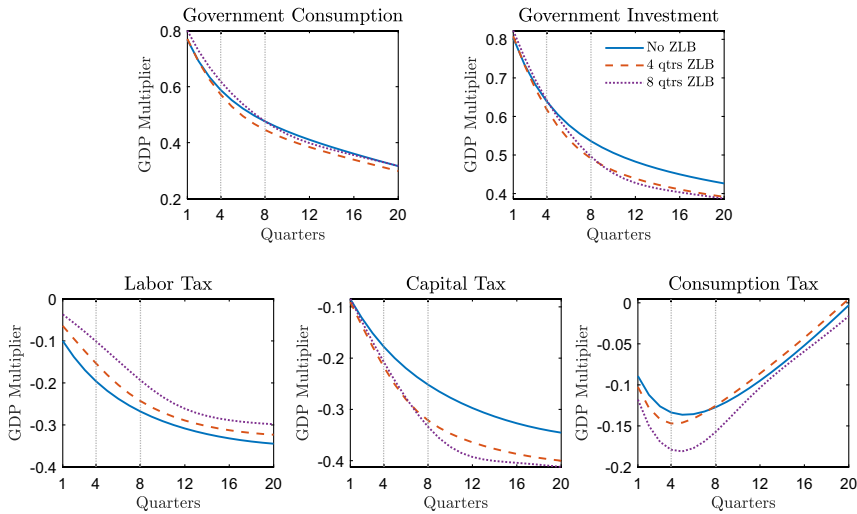 Government Consumption
GDP Multiplier
0.8
0.6
0.4
0.2
1 4 8 12 16 20
Quarters
Government Investment
No ZLB
4 qtrs ZLB
8 qtrs ZLB
GDP Multiplier
0.8
0.7
0.6
0.5
0.4
1 4 8 12 16 20
Quarters
Labor Tax
GDP Multiplier
0
-0.1
-0.2
-0.3
-0.4
1 4 8 12 16 20
Quarters
Capital Tax
GDP Multiplier
-0.1
-0.2
-0.3
-0.4
1 4 8 12 16 20
Quarters
Consumption Tax
GDP Multiplier
0
-0.05
-0.1
-0.15
-0.2
1 4 8 12 16 20
Quarters